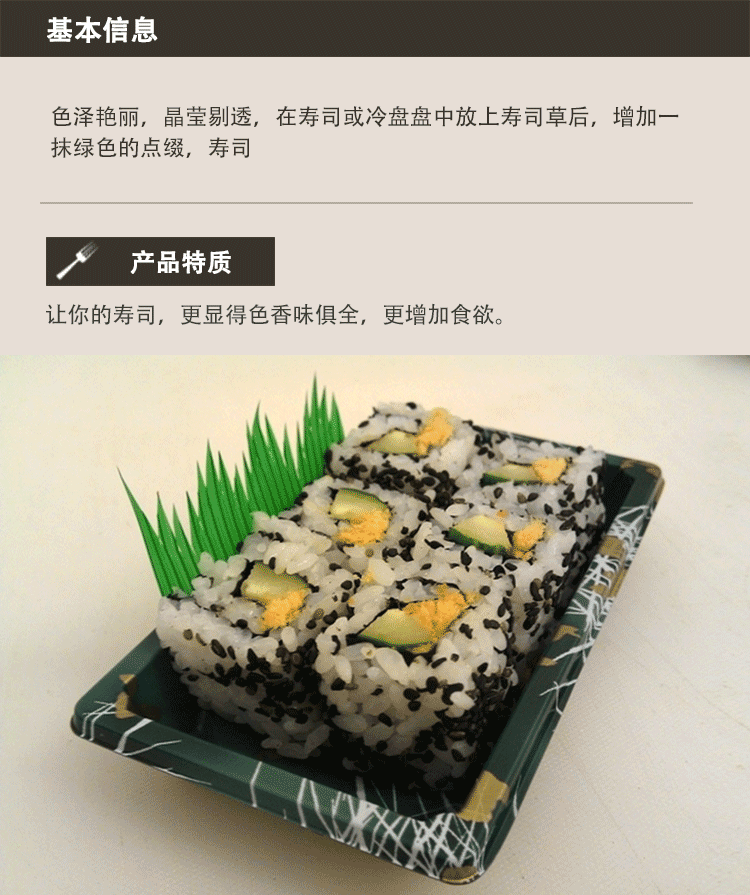 基本信息
色泽艳丽，晶莹剔透，在寿司或冷盘盘中放上寿司草后，增加一
抹绿色的点缀，寿司
产品特质
让你的寿司，更显得色香味俱全，更增加食欲。